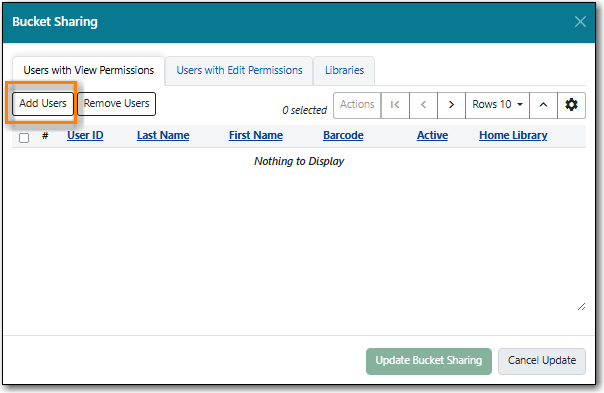 Bucket Sharing
Users with View Permissions Users with Edit Permissions Libraries
Add Users Remove Users 0 selected Actions Rows 10
# User ID Last Name First Name Barcode Active Home Library
Nothing to Display
Update Bucket Sharing Cancel Update